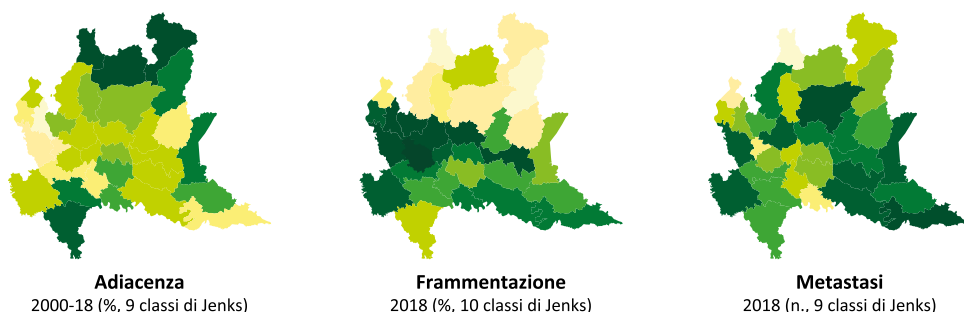 Adiacenza
2000-18 (%, 9 classi di Jenks)
Frammentazione
2018 (%, 10 classi di Jenks)
Metastasi
2018 (n., 9 classi di Jenks)